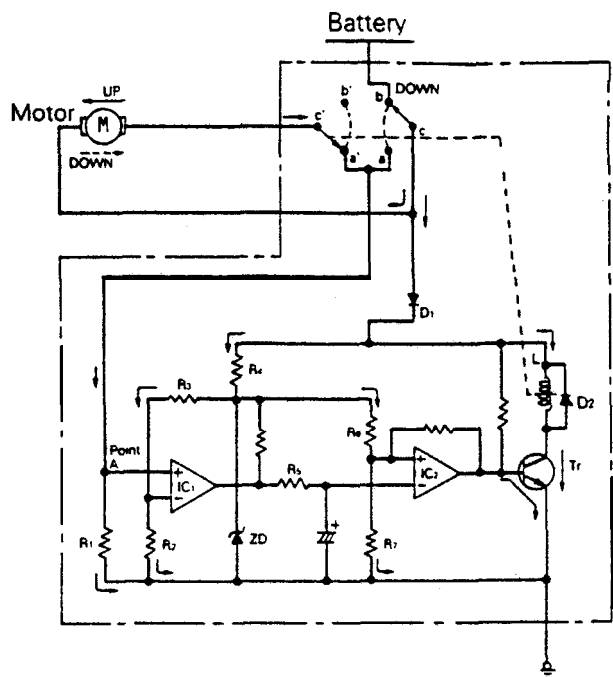 Battery
DOWN
UP
b'
b
Motor
M
c'
c
DOWN
a'
a
D1
R4
L
R3
D2
R6
Point
A
+
IC1
−
R5
+
IC2
−
Tr
R1
R2
ZD
+
R7